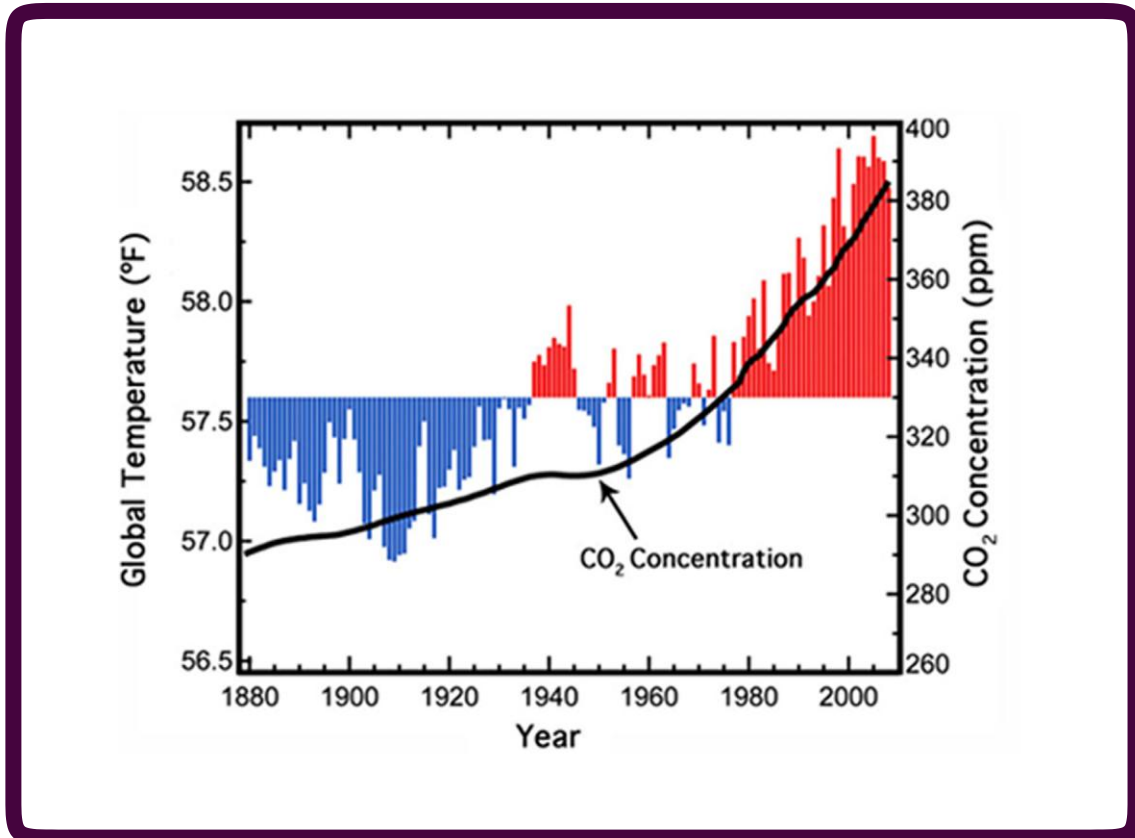 Global Temperature (°F)
58.5
58.0
57.5
57.0
56.5
400
380
360
340
320
300
280
260
CO₂ Concentration (ppm)
CO₂ Concentration
1880 1900 1920 1940 1960 1980 2000
Year